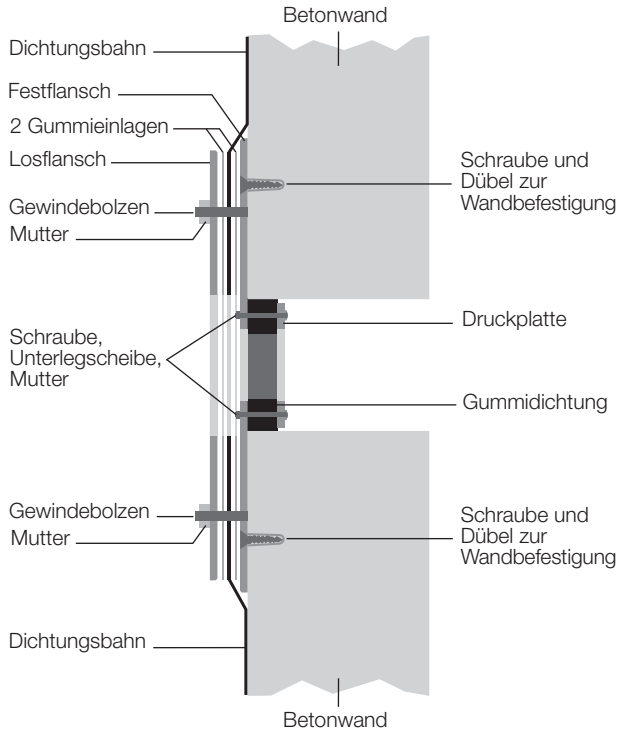 Betonwand
Dichtungsbahn
Festflansch
2 Gummieinlagen
Losflansch
Gewindebolzen
Mutter
Schraube und
Dübel zur
Wandbefestigung
Schraube,
Unterlegscheibe,
Mutter
Druckplatte
Gummidichtung
Gewindebolzen
Mutter
Schraube und
Dübel zur
Wandbefestigung
Dichtungsbahn
Betonwand